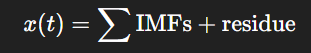 x(t) = ∑ IMFs + residue